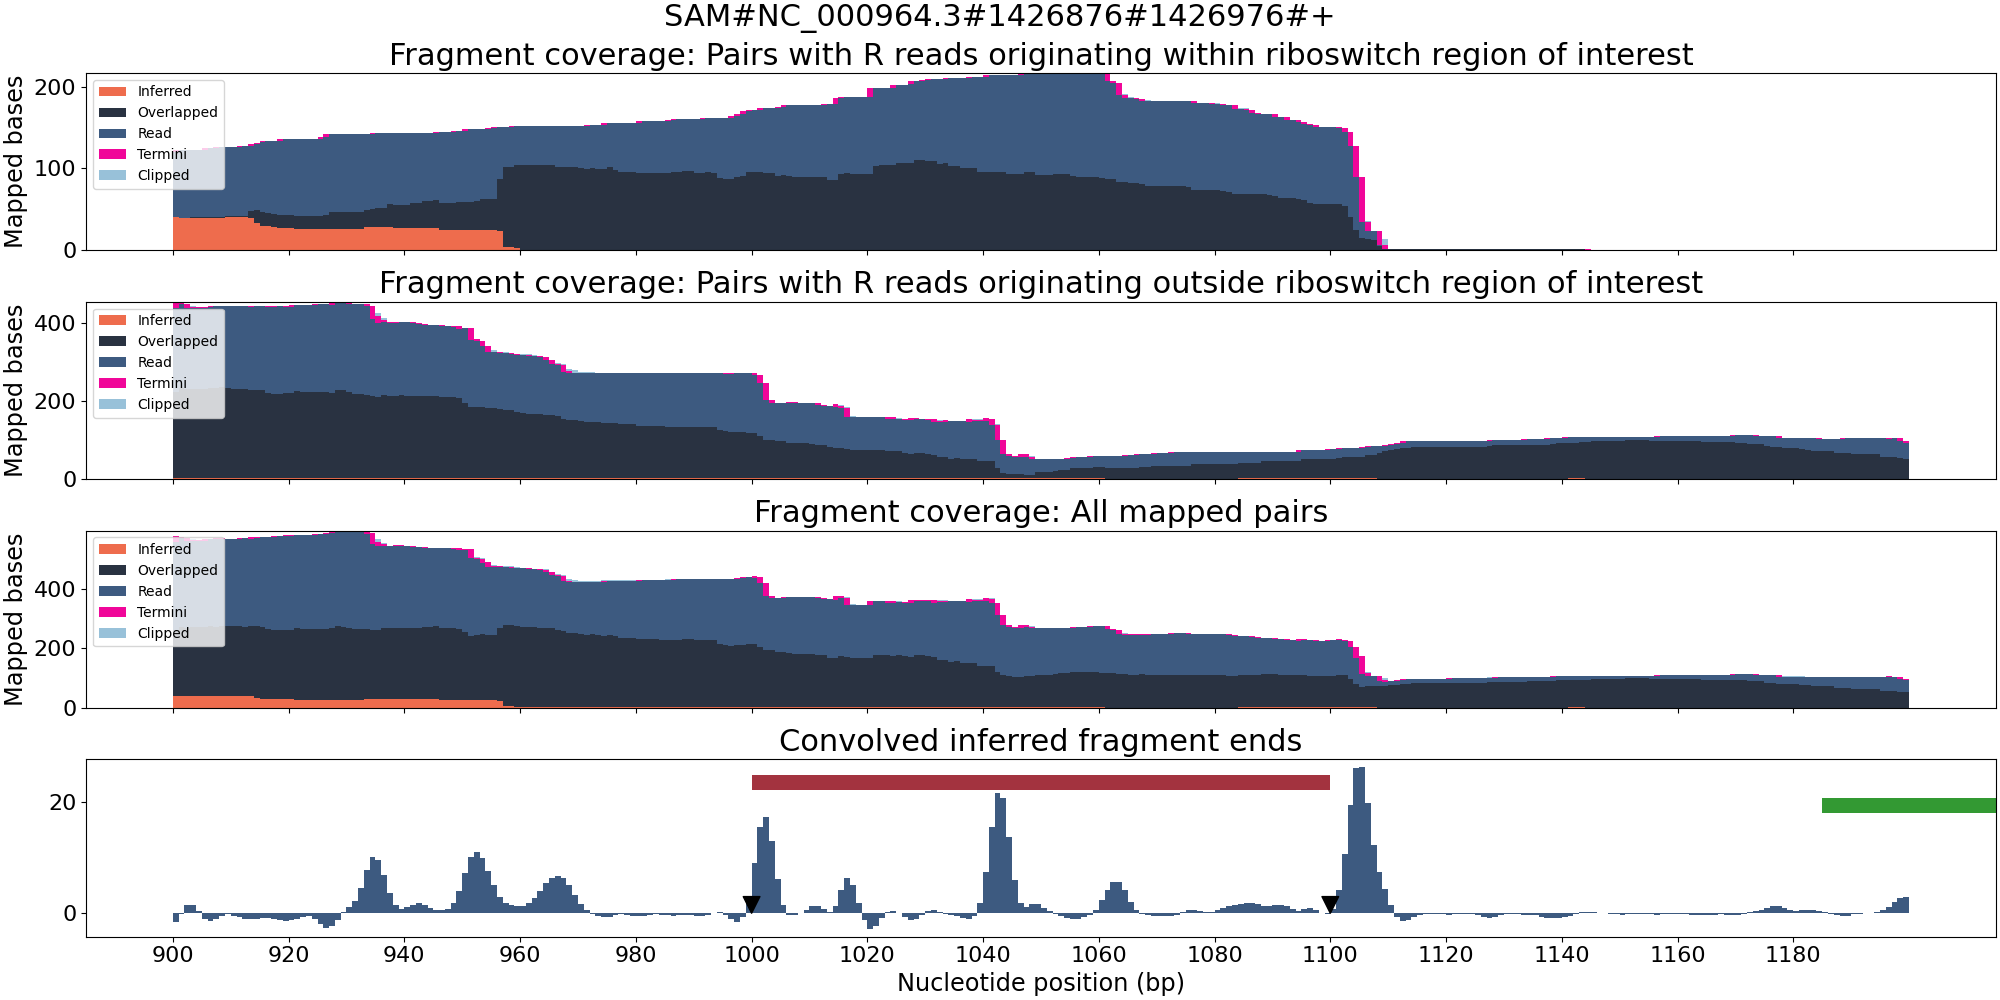 SAM#NC_000964.3#1426876#1426976#+
Fragment coverage: Pairs with R reads originating within riboswitch region of interest
Mapped bases
200
100
0
Inferred
Overlapped
Read
Termini
Clipped
Fragment coverage: Pairs with R reads originating outside riboswitch region of interest
Mapped bases
400
200
0
Inferred
Overlapped
Read
Termini
Clipped
Fragment coverage: All mapped pairs
Mapped bases
400
200
0
Inferred
Overlapped
Read
Termini
Clipped
Convolved inferred fragment ends
20
0
900 920 940 960 980 1000 1020 1040 1060 1080 1100 1120 1140 1160 1180
Nucleotide position (bp)